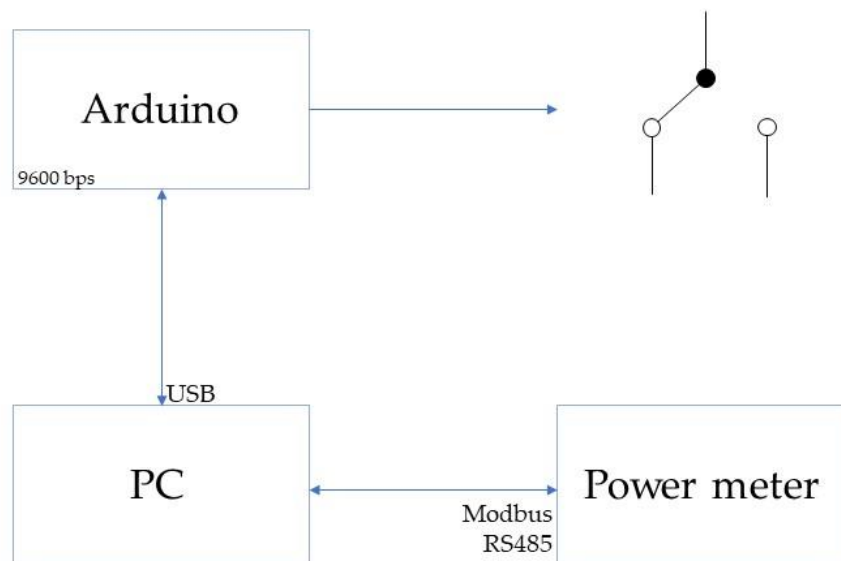 Arduino
9600 bps
USB
PC
Power meter
Modbus
RS485